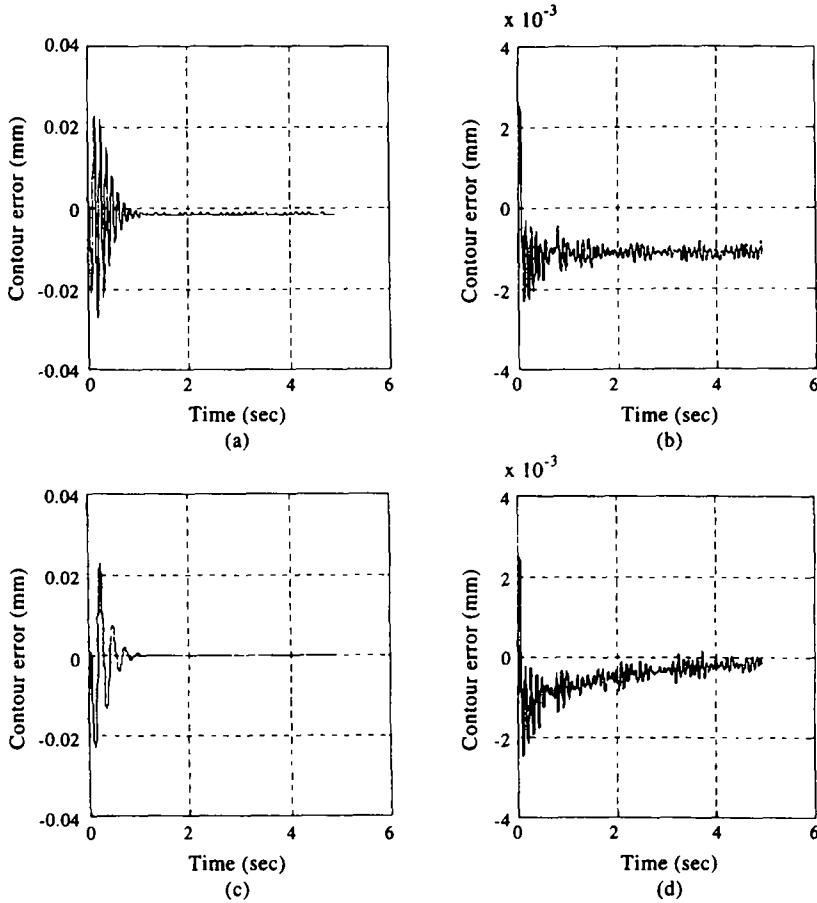 0.04
0.02
0
-0.02
-0.04
Contour error (mm)
0 2 4 6
Time (sec)
(a)
x 10⁻³
4
2
0
-2
-4
Contour error (mm)
0 2 4 6
Time (sec)
(b)
0.04
0.02
0
-0.02
-0.04
Contour error (mm)
0 2 4 6
Time (sec)
(c)
x 10⁻³
4
2
0
-2
-4
Contour error (mm)
0 2 4 6
Time (sec)
(d)